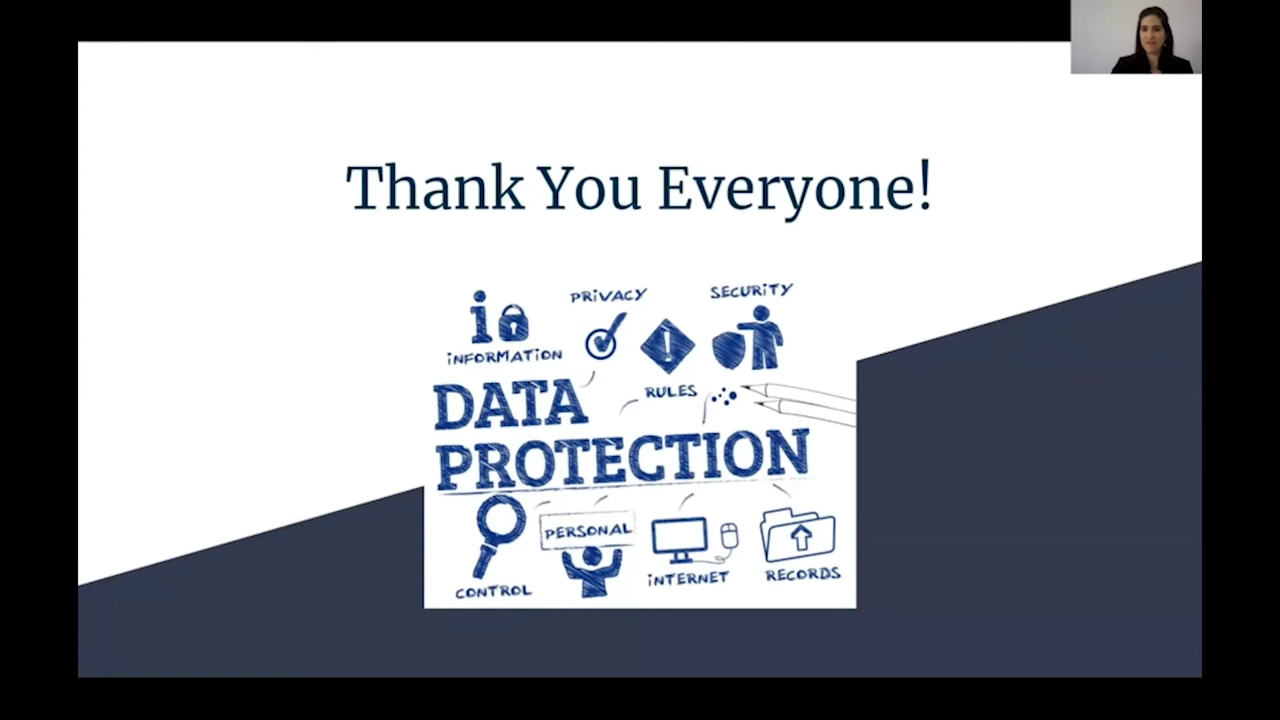 Thank You Everyone!
PRIVACY
SECURITY
INFORMATION
RULES
DATA
PROTECTION
PERSONAL
CONTROL
INTERNET
RECORDS